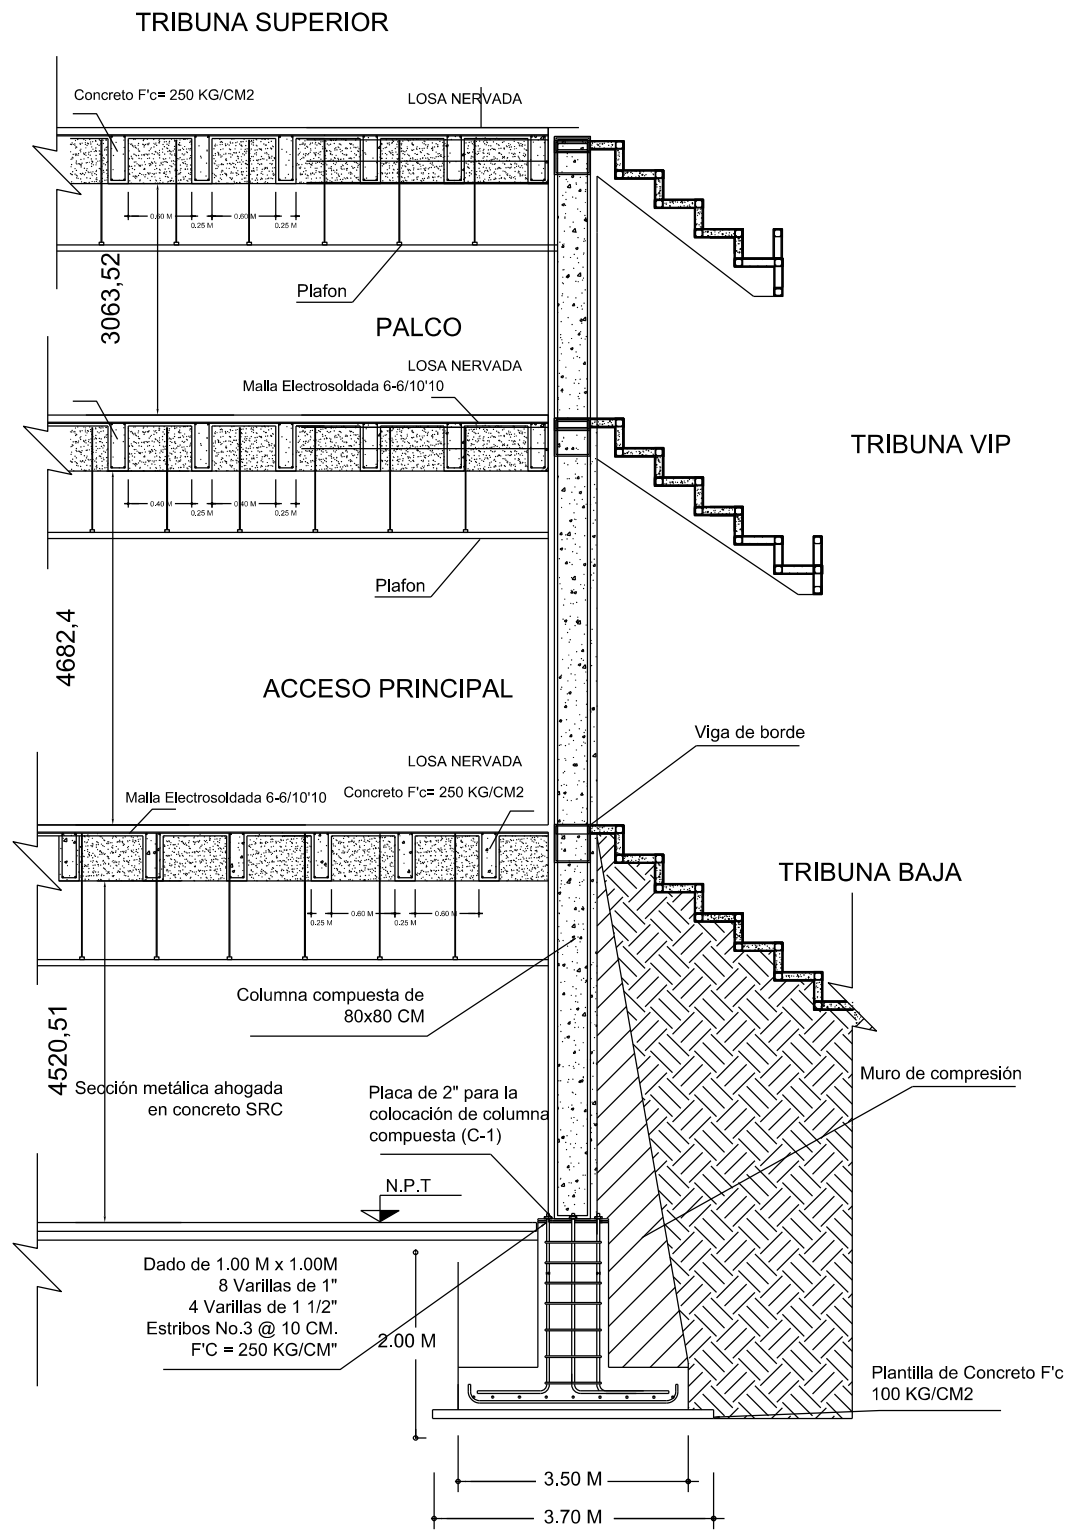 TRIBUNA SUPERIOR
Concreto F'c= 250 KG/CM2
LOSA NERVADA
0.60 M
0.25 M
0.60 M
0.25 M
3063,52
Plafon
PALCO
LOSA NERVADA
Malla Electrosoldada 6-6/10'10
TRIBUNA VIP
0.40 M
0.25 M
0.40 M
0.25 M
Plafon
4682,4
ACCESO PRINCIPAL
Viga de borde
LOSA NERVADA
Malla Electrosoldada 6-6/10'10
Concreto F'c= 250 KG/CM2
TRIBUNA BAJA
0.25 M
0.60 M
0.25 M
0.60 M
Columna compuesta de
80x80 CM
4520,51
Sección metálica ahogada
en concreto SRC
Placa de 2" para la
colocación de columna
compuesta (C-1)
Muro de compresión
N.P.T
Dado de 1.00 M x 1.00M
8 Varillas de 1"
4 Varillas de 1 1/2"
Estribos No.3 @ 10 CM.
F'C = 250 KG/CM"
2.00 M
Plantilla de Concreto F'c
100 KG/CM2
3.50 M
3.70 M